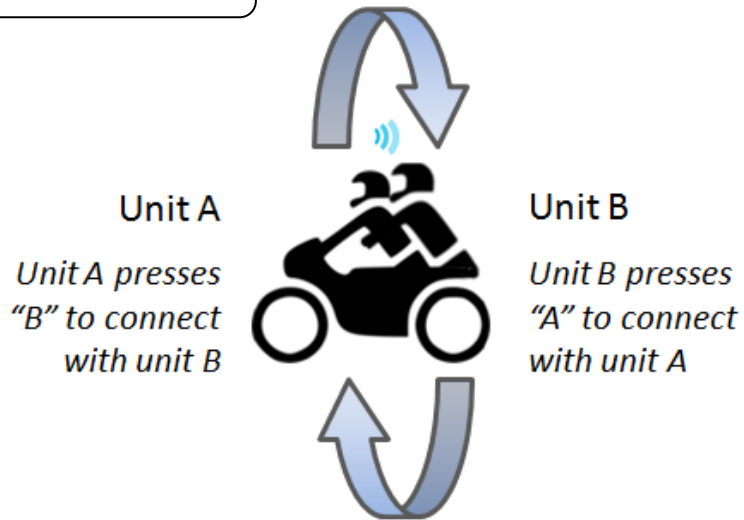 Unit A
Unit A presses
“B” to connect
with unit B
Unit B
Unit B presses
“A” to connect
with unit A